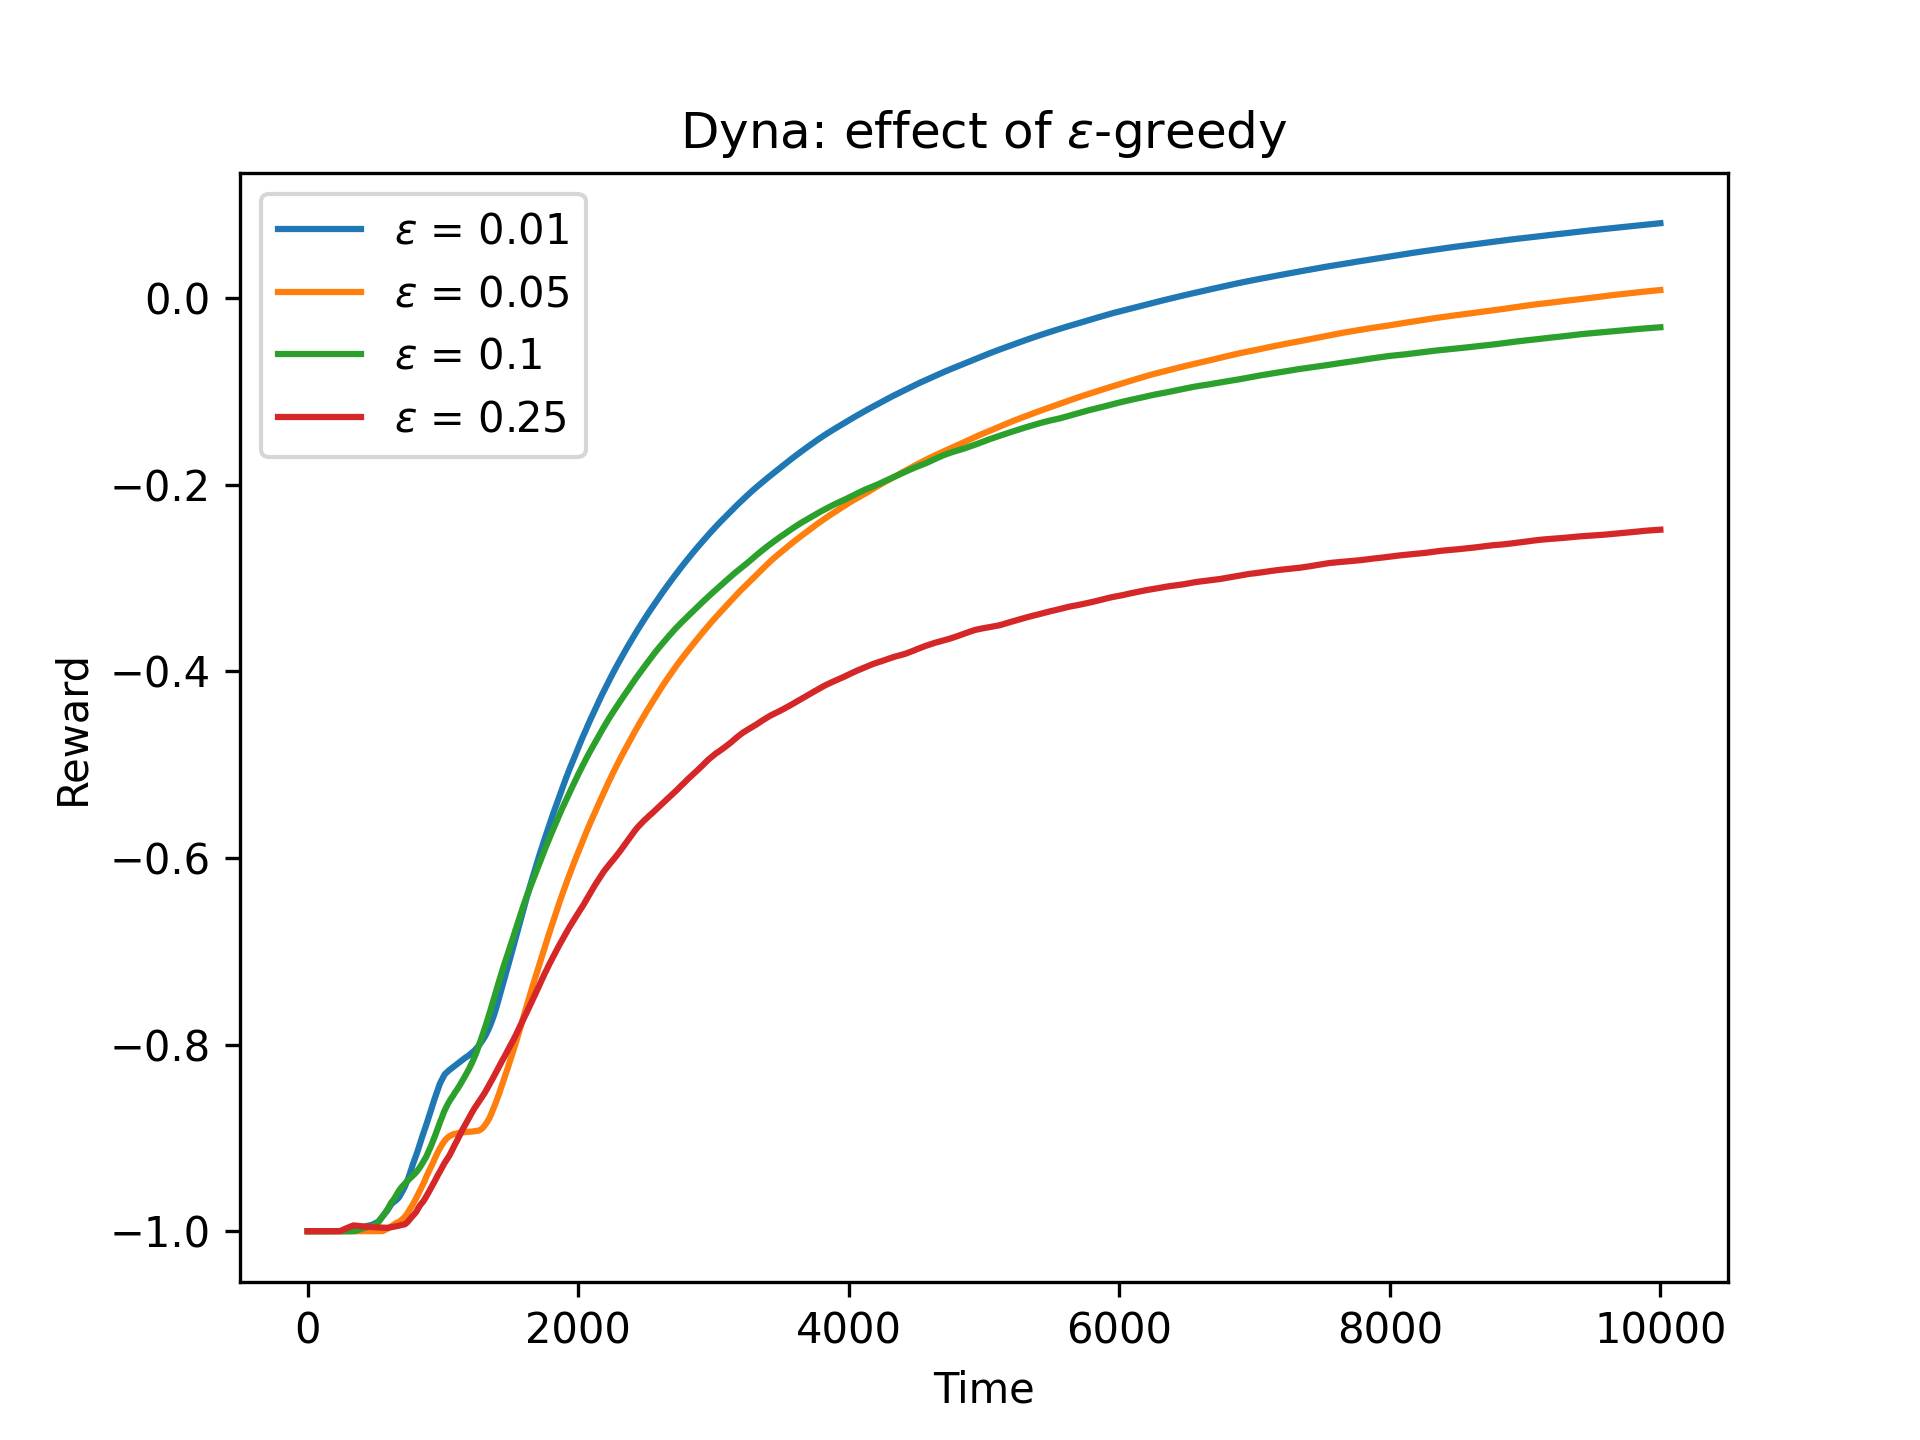 Dyna: effect of ε-greedy
ε = 0.01
ε = 0.05
ε = 0.1
ε = 0.25
Reward
0.0
−0.2
−0.4
−0.6
−0.8
−1.0
0 2000 4000 6000 8000 10000
Time